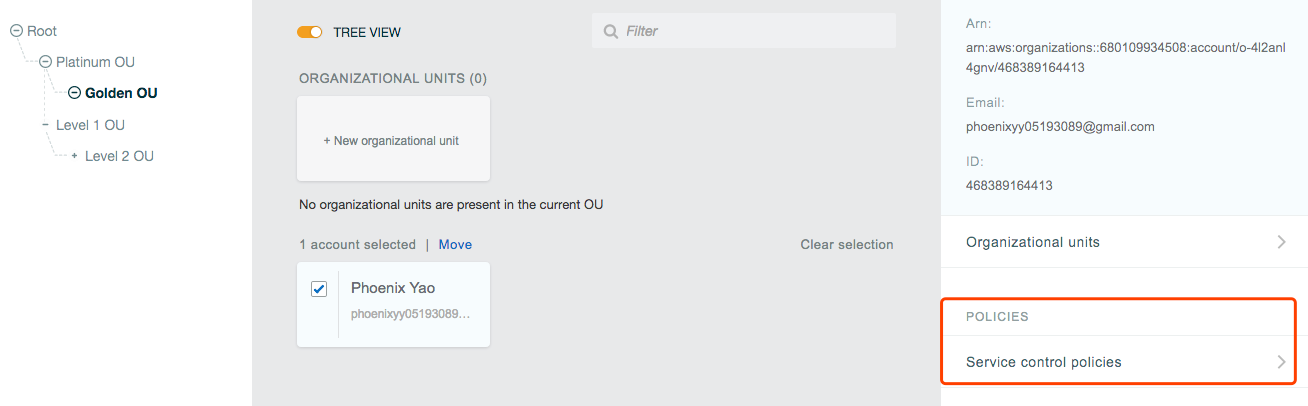 Root
Platinum OU
Golden OU
Level 1 OU
Level 2 OU
TREE VIEW
Filter
ORGANIZATIONAL UNITS (0)
+ New organizational unit
No organizational units are present in the current OU
1 account selected | Move
Clear selection
Phoenix Yao
phoenixyy05193089...
Arn:
arn:aws:organizations::680109934508:account/o-4l2anl
4gnv/468389164413
Email:
phoenixyy05193089@gmail.com
ID:
468389164413
Organizational units
POLICIES
Service control policies